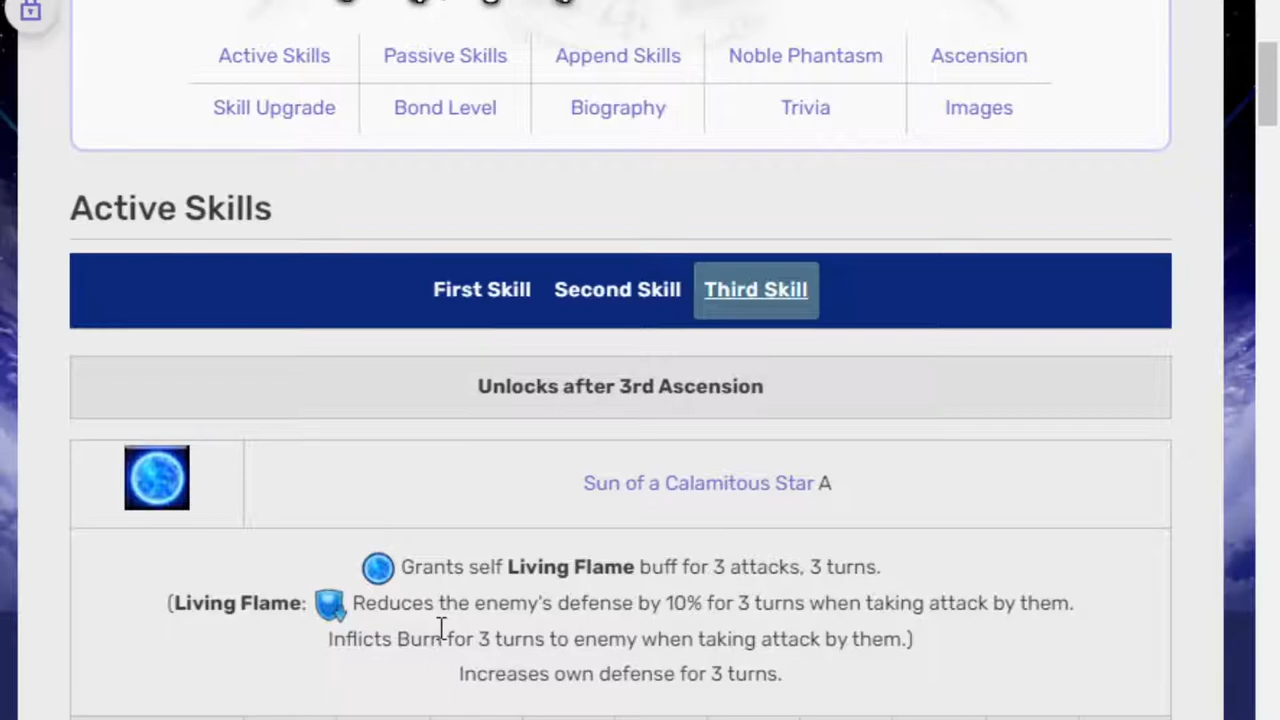 Active Skills Passive Skills Append Skills Noble Phantasm Ascension
Skill Upgrade Bond Level Biography Trivia Images
Active Skills
First Skill Second Skill Third Skill
Unlocks after 3rd Ascension
Sun of a Calamitous Star A
Grants self Living Flame buff for 3 attacks, 3 turns.
(Living Flame: Reduces the enemy's defense by 10% for 3 turns when taking attack by them.
Inflicts Burn for 3 turns to enemy when taking attack by them.)
Increases own defense for 3 turns.